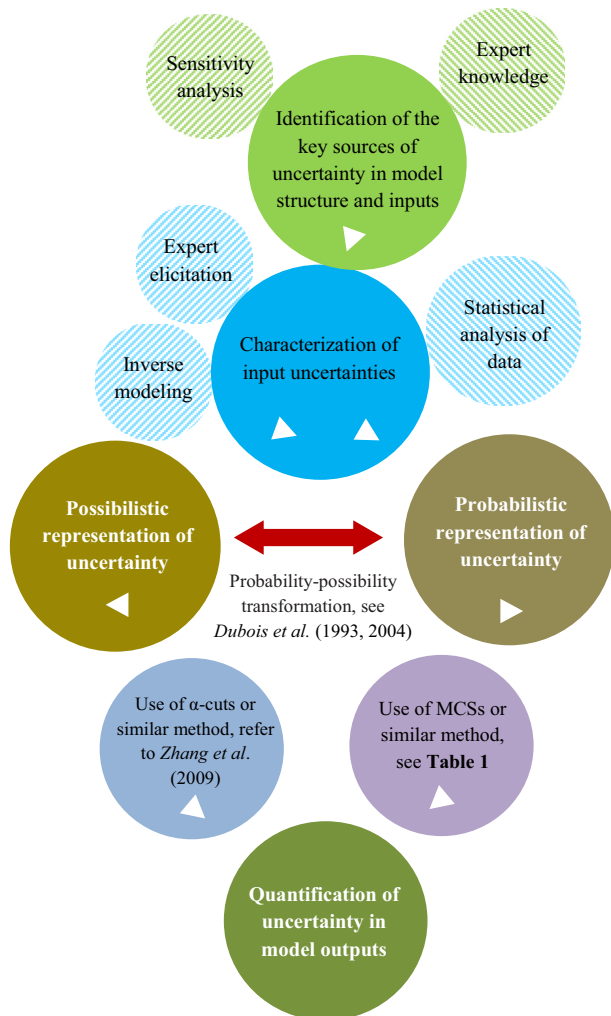 Sensitivity
analysis
Expert
knowledge
Identification of the
key sources of
uncertainty in model
structure and inputs
Expert
elicitation
Statistical
analysis of
data
Characterization of
input uncertainties
Inverse
modeling
Possibilistic
representation of
uncertainty
Probabilistic
representation of
uncertainty
Probability-possibility
transformation, see
Dubois et al. (1993, 2004)
Use of α-cuts or
similar method, refer
to Zhang et al.
(2009)
Use of MCSs or
similar method,
see Table 1
Quantification of
uncertainty in
model outputs